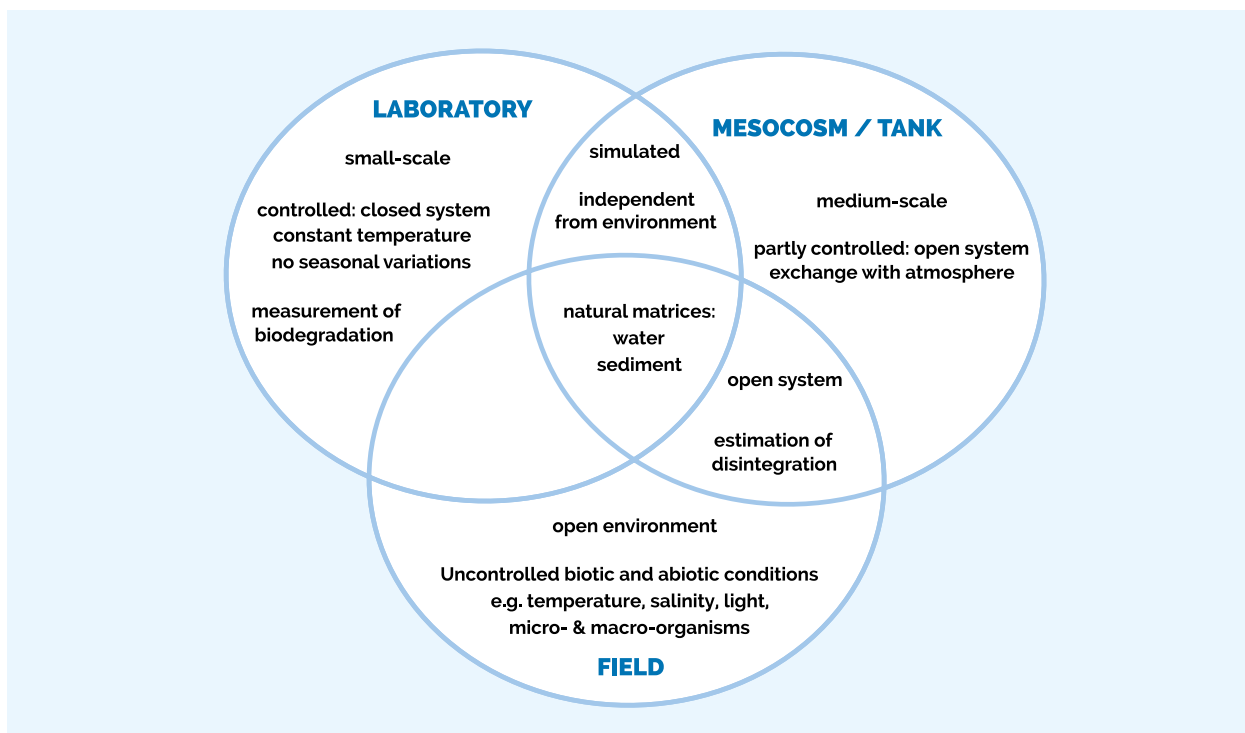 LABORATORY
small-scale
controlled: closed system
constant temperature
no seasonal variations
measurement of
biodegradation
simulated
independent
from environment
MESOCOSM / TANK
medium-scale
partly controlled: open system
exchange with atmosphere
natural matrices:
water
sediment
open system
estimation of
disintegration
open environment
Uncontrolled biotic and abiotic conditions
e.g. temperature, salinity, light,
micro- & macro-organisms
FIELD